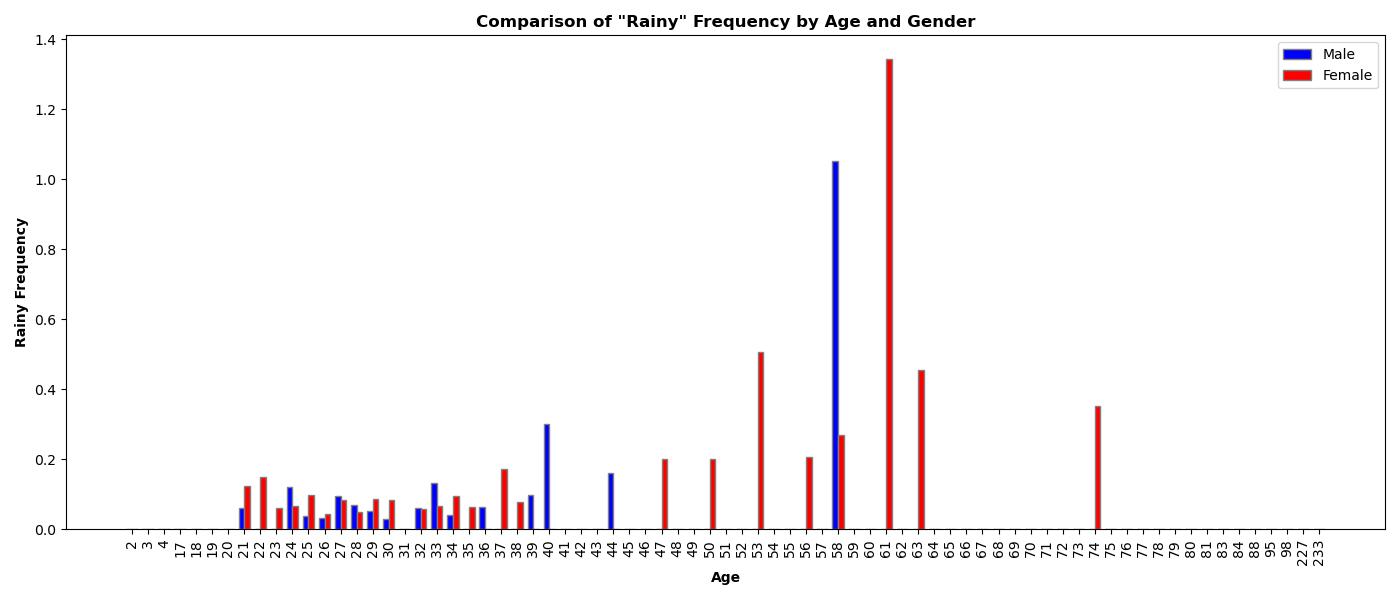 Comparison of "Rainy" Frequency by Age and Gender
Male
Female
Rainy Frequency
1.4
1.2
1.0
0.8
0.6
0.4
0.2
0.0
2 3 4 17 18 19 20 21 22 23 24 25 26 27 28 29 30 31 32 33 34 35 36 37 38 39 40 41 42 43 44 45 46 47 48 49 50 51 52 53 54 55 56 57 58 59 60 61 62 63 64 65 66 67 68 69 70 71 72 73 74 75 76 77 78 79 80 81 83 84 88 95 98 227 233
Age